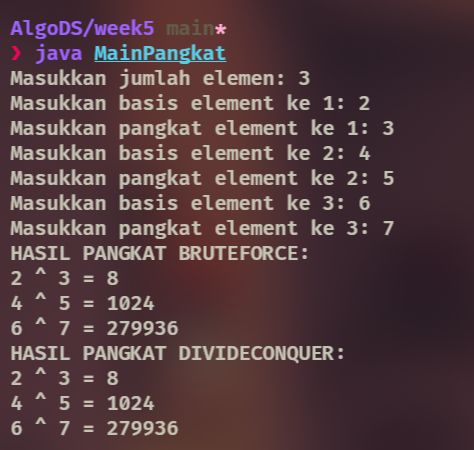 AlgoDS/week5 main*
❯ java MainPangkat
Masukkan jumlah elemen: 3
Masukkan basis element ke 1: 2
Masukkan pangkat element ke 1: 3
Masukkan basis element ke 2: 4
Masukkan pangkat element ke 2: 5
Masukkan basis element ke 3: 6
Masukkan pangkat element ke 3: 7
HASIL PANGKAT BRUTEFORCE:
2 ^ 3 = 8
4 ^ 5 = 1024
6 ^ 7 = 279936
HASIL PANGKAT DIVIDECONQUER:
2 ^ 3 = 8
4 ^ 5 = 1024
6 ^ 7 = 279936